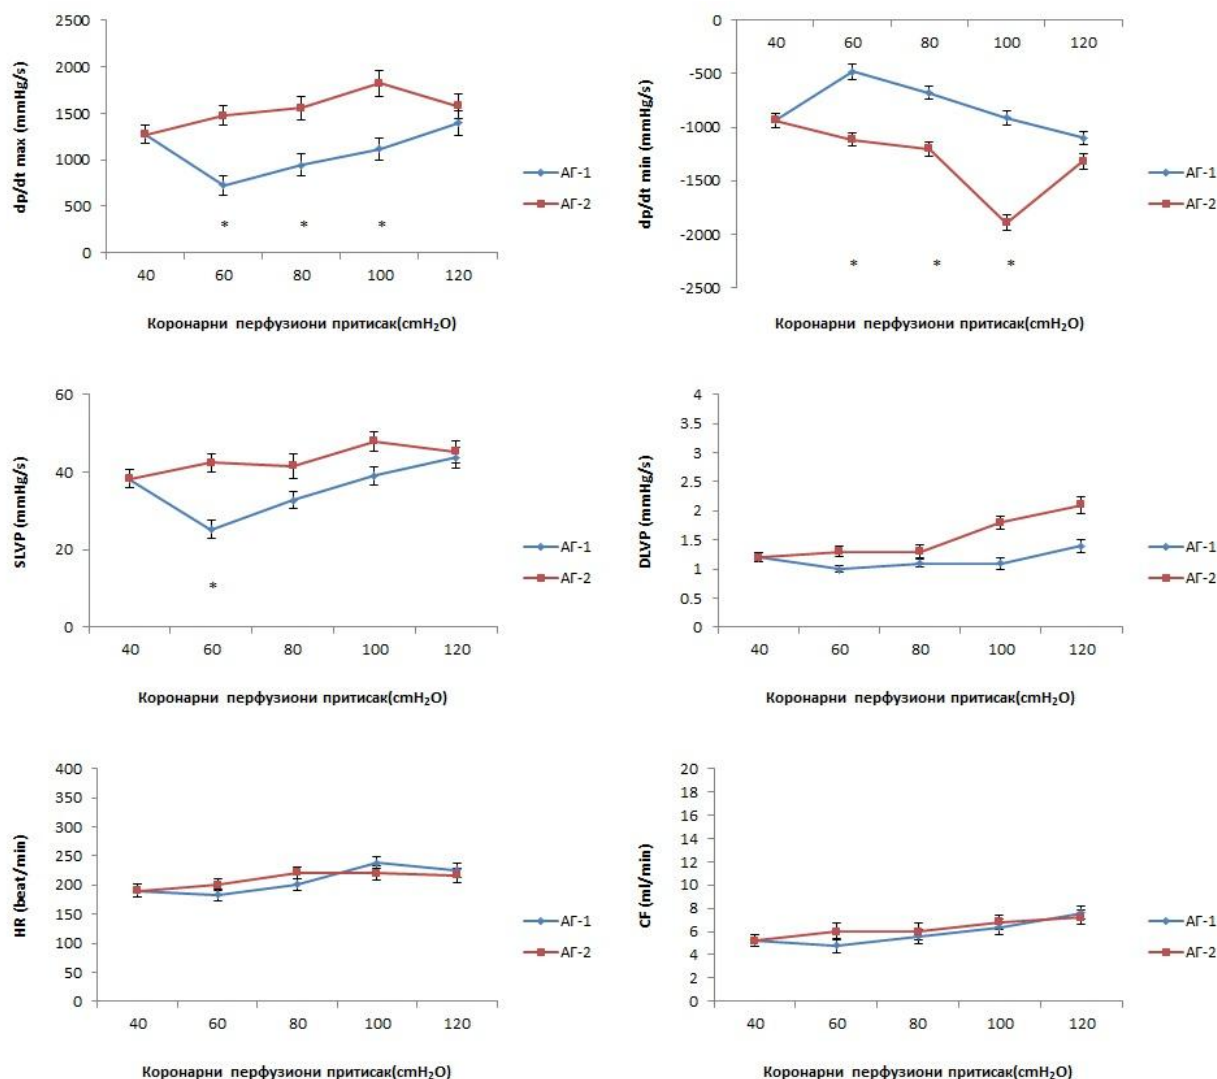 dp/dt max (mmHg/s)
2500
2000
1500
1000
500
0
* * *
40 60 80 100 120
Коронарни перфузиони притисак(cmH₂O)
АГ-1
АГ-2
dp/dt min (mmHg/s)
0
-500
-1000
-1500
-2000
-2500
40 60 80 100 120
* * *
Коронарни перфузиони притисак(cmH₂O)
АГ-1
АГ-2
SLVP (mmHg/s)
60
40
20
0
*
40 60 80 100 120
Коронарни перфузиони притисак(cmH₂O)
АГ-1
АГ-2
DLVP (mmHg/s)
4
3.5
3
2.5
2
1.5
1
0.5
0
40 60 80 100 120
Коронарни перфузиони притисак(cmH₂O)
АГ-1
АГ-2
HR (beat/min)
400
350
300
250
200
150
100
50
0
40 60 80 100 120
Коронарни перфузиони притисак(cmH₂O)
АГ-1
АГ-2
CF (ml/min)
20
18
16
14
12
10
8
6
4
2
0
40 60 80 100 120
Коронарни перфузиони притисак(cmH₂O)
АГ-1
АГ-2